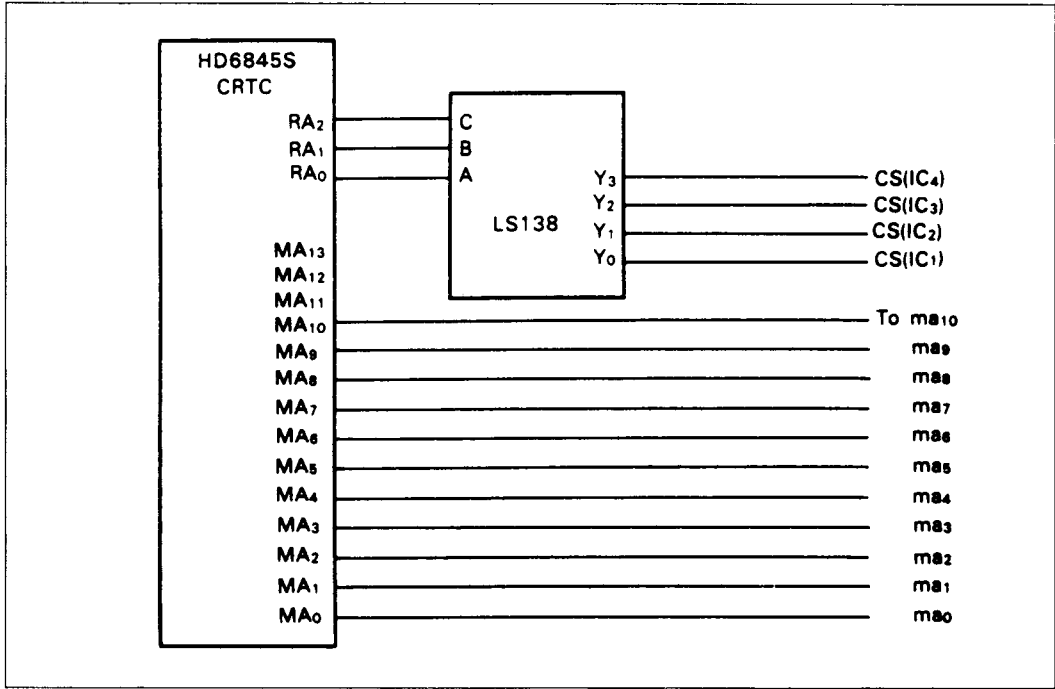 HD6845S
CRTC
RA₂ C
RA₁ B
RA₀ A
Y₃ CS(IC₄)
Y₂ CS(IC₃)
LS138
Y₁ CS(IC₂)
Y₀ CS(IC₁)
MA₁₃
MA₁₂
MA₁₁
MA₁₀ To ma₁₀
MA₉ ma₉
MA₈ ma₈
MA₇ ma₇
MA₆ ma₆
MA₅ ma₅
MA₄ ma₄
MA₃ ma₃
MA₂ ma₂
MA₁ ma₁
MA₀ ma₀